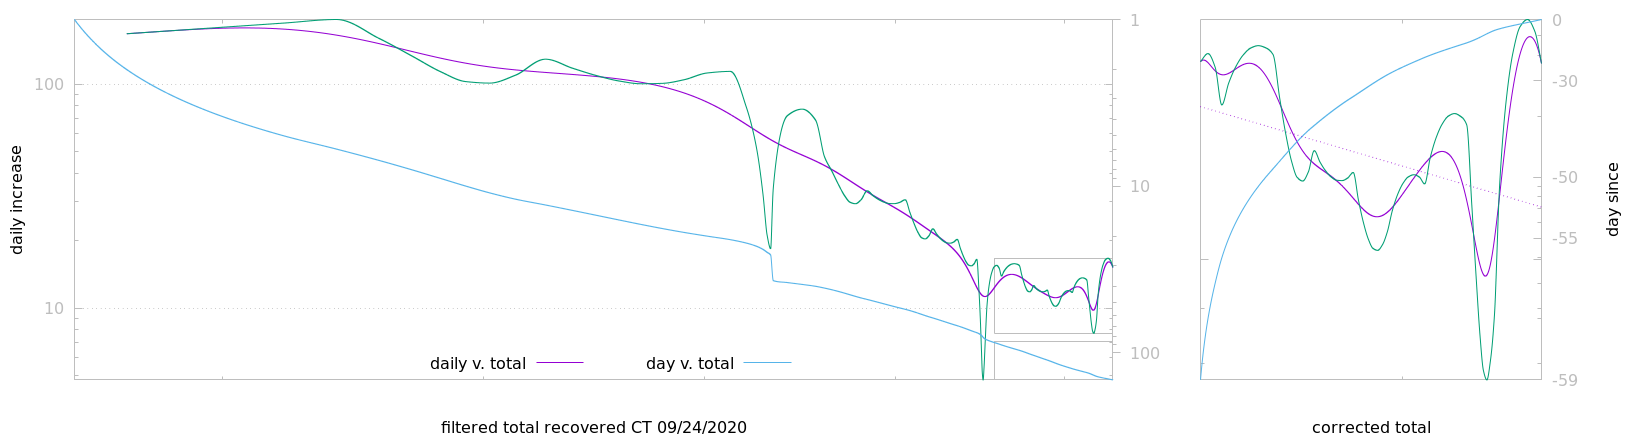 daily increase
100
10
daily v. total
day v. total
1
10
100
filtered total recovered CT 09/24/2020
0
-30
-50
-55
-59
day since
corrected total